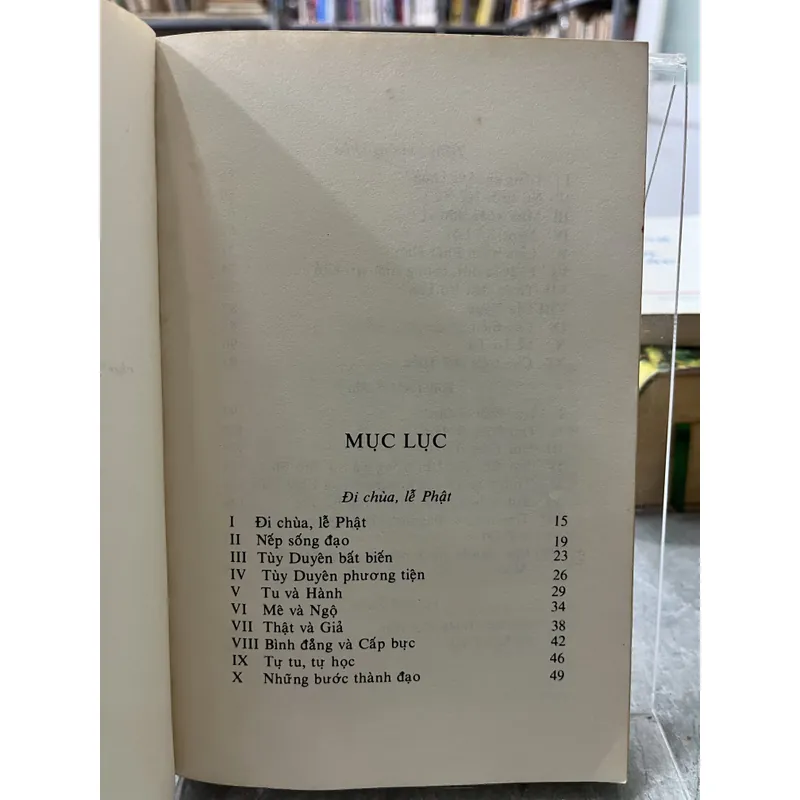 MỤC LỤC
Đi chùa, lễ Phật
I Đi chùa, lễ Phật 15
II Nếp sống đạo 19
III Tùy Duyên bất biến 23
IV Tùy Duyên phương tiện 26
V Tu và Hành 29
VI Mê và Ngộ 34
VII Thật và Giả 38
VIII Bình đẳng và Cấp bực 42
IX Tự tu, tự học 46
X Những bước thành đạo 49